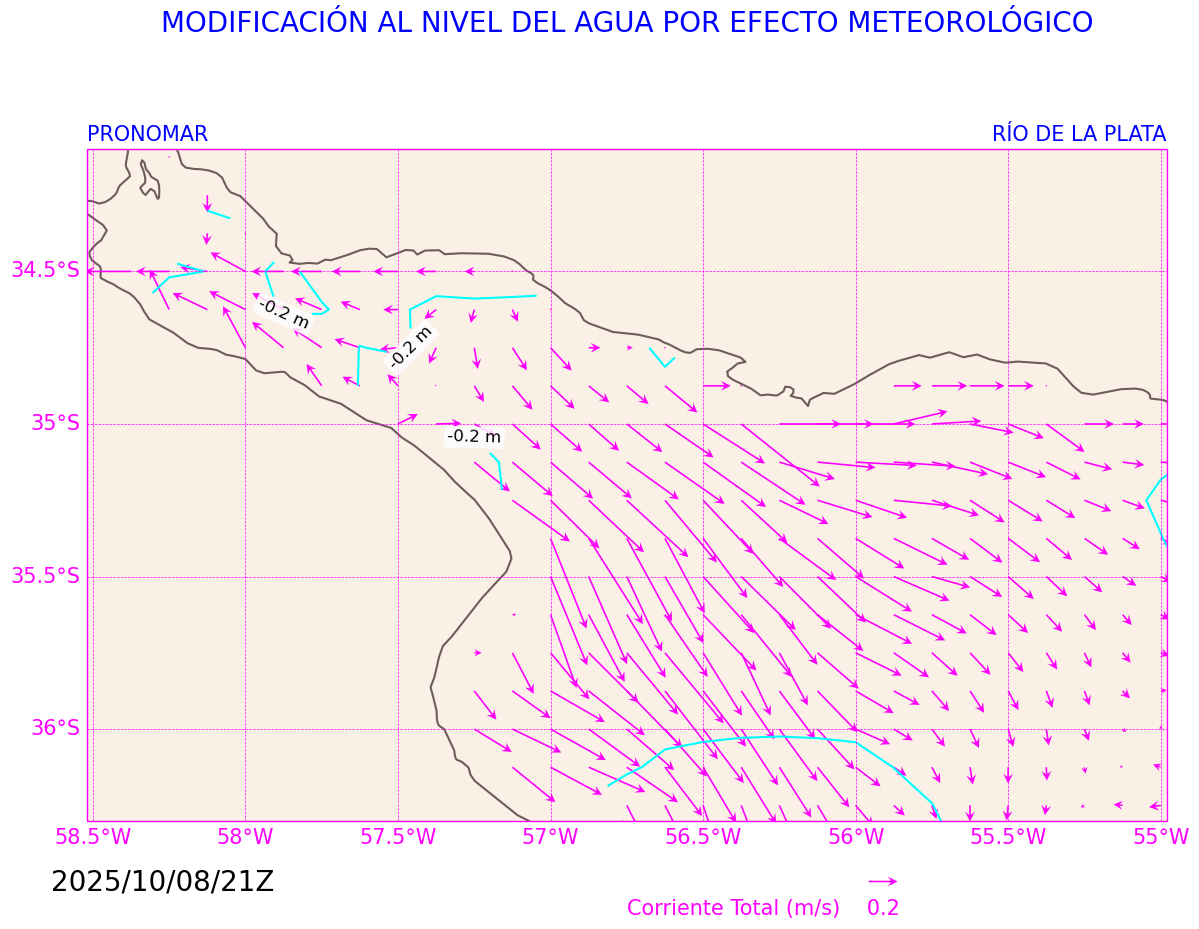 MODIFICACIÓN AL NIVEL DEL AGUA POR EFECTO METEOROLÓGICO
PRONOMAR
RÍO DE LA PLATA
34.5°S
-0.2 m
-0.2 m
35°S
-0.2 m
35.5°S
36°S
58.5°W 58°W 57.5°W 57°W 56.5°W 56°W 55.5°W 55°W
2025/10/08/21Z
Corriente Total (m/s) 0.2